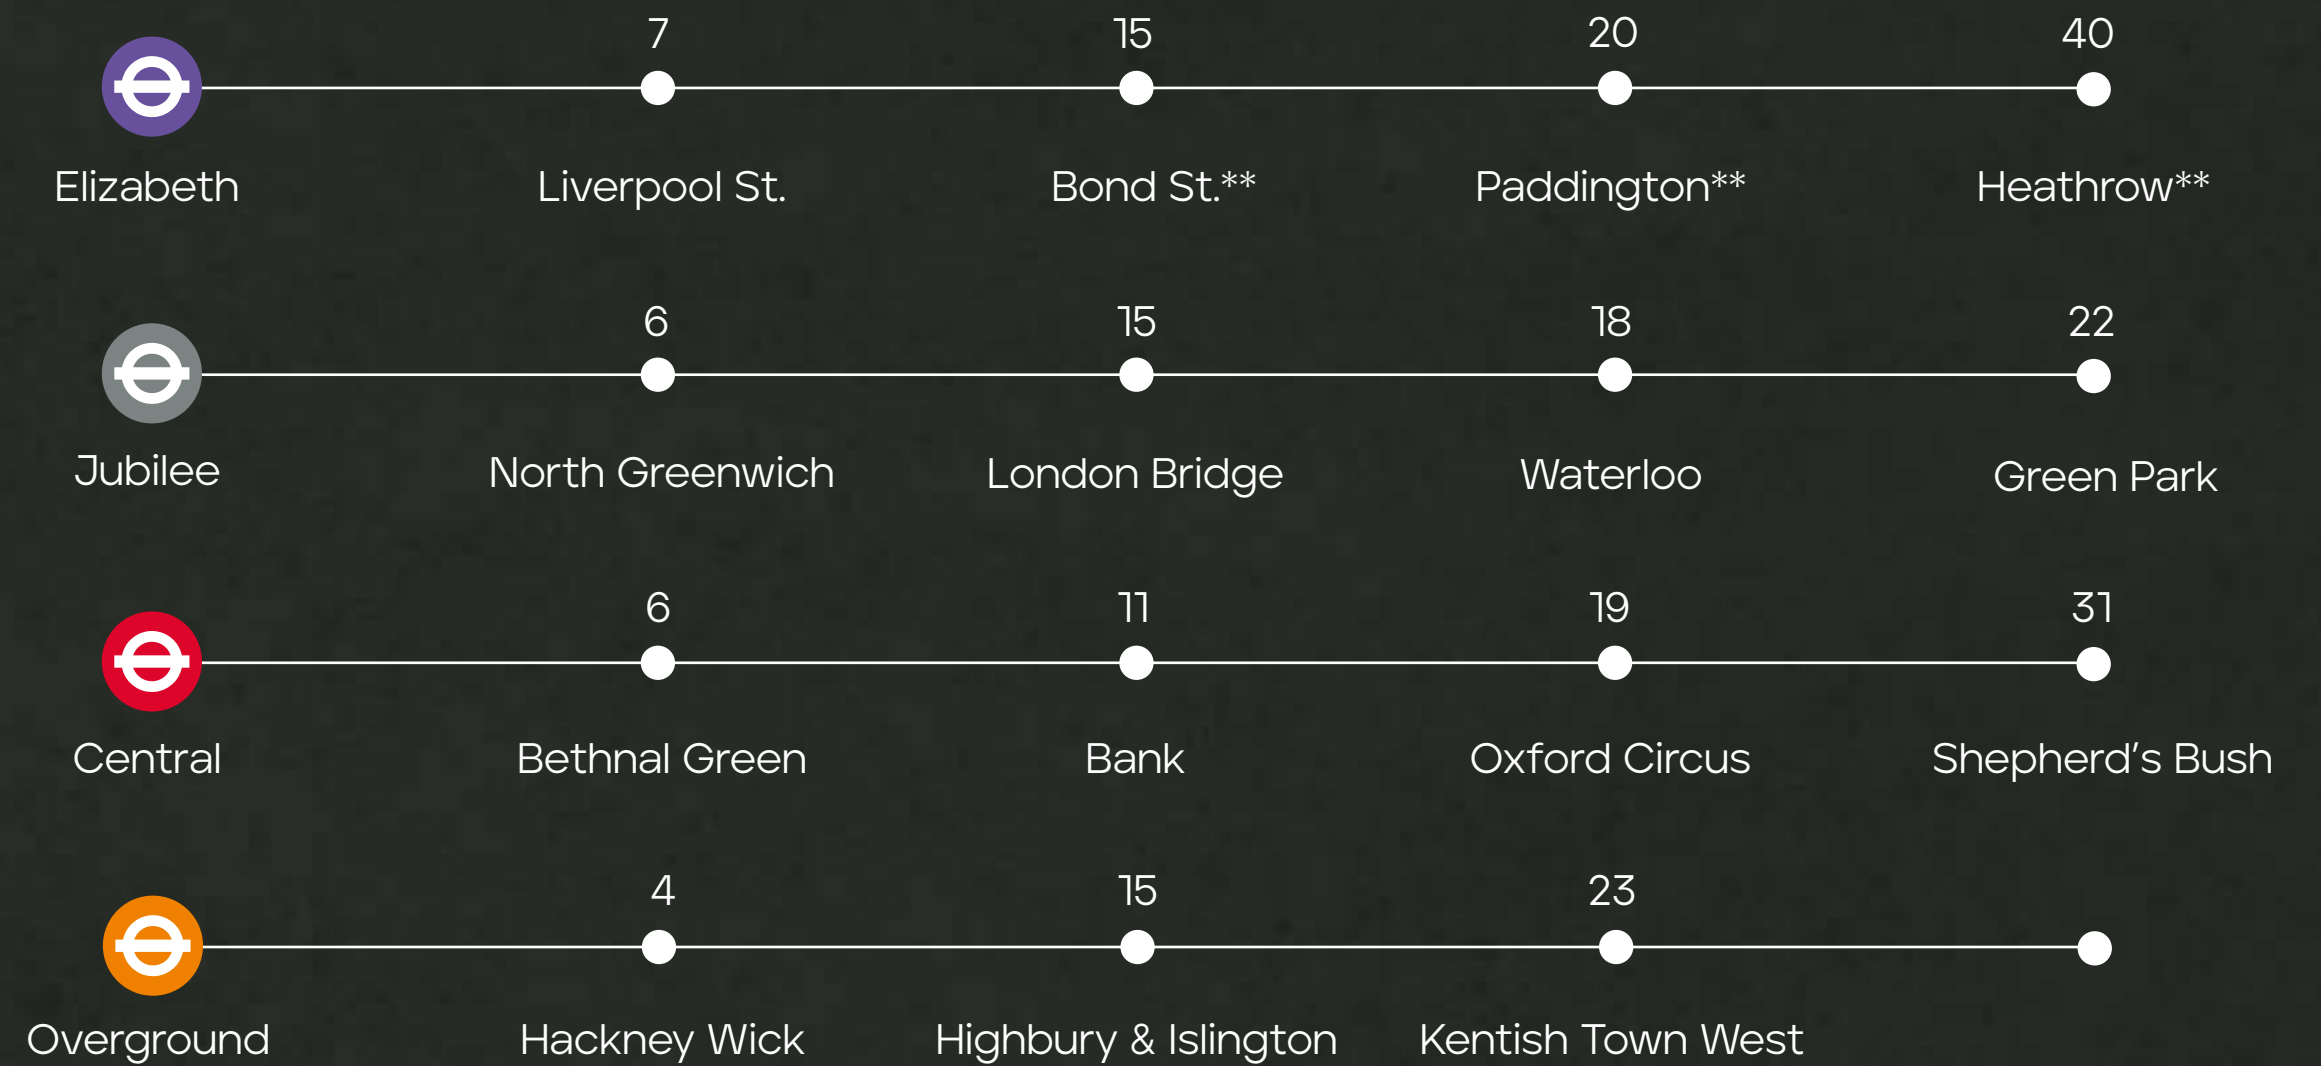 7 15 20 40
Elizabeth Liverpool St. Bond St.** Paddington** Heathrow**
6 15 18 22
Jubilee North Greenwich London Bridge Waterloo Green Park
6 11 19 31
Central Bethnal Green Bank Oxford Circus Shepherd's Bush
4 15 23
Overground Hackney Wick Highbury & Islington Kentish Town West